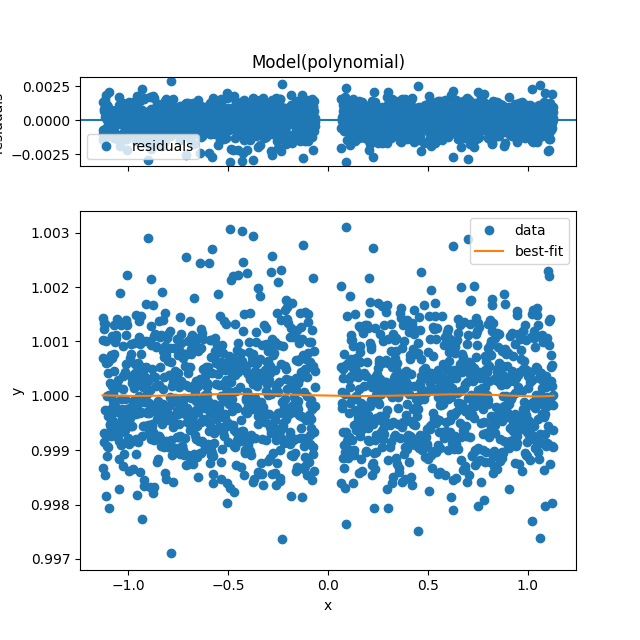 Model(polynomial)
0.0025
0.0000
−0.0025
residuals
residuals
1.003
1.002
1.001
1.000
0.999
0.998
0.997
y
data
best-fit
−1.0 −0.5 0.0 0.5 1.0
x